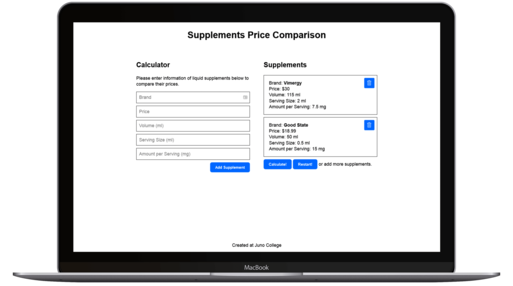 Supplements Price Comparison
Calculator
Please enter information of liquid supplements below to
compare their prices.
Brand
Price
Volume (ml)
Serving Size (ml)
Amount per Serving (mg)
Add Supplement
Supplements
Brand: Vimergy
Price: $30
Volume: 115 ml
Serving Size: 2 ml
Amount per Serving: 7.5 mg
Brand: Good State
Price: $18.99
Volume: 50 ml
Serving Size: 0.5 ml
Amount per Serving: 15 mg
Calculate! Restart! or add more supplements.
Created at Juno College
MacBook